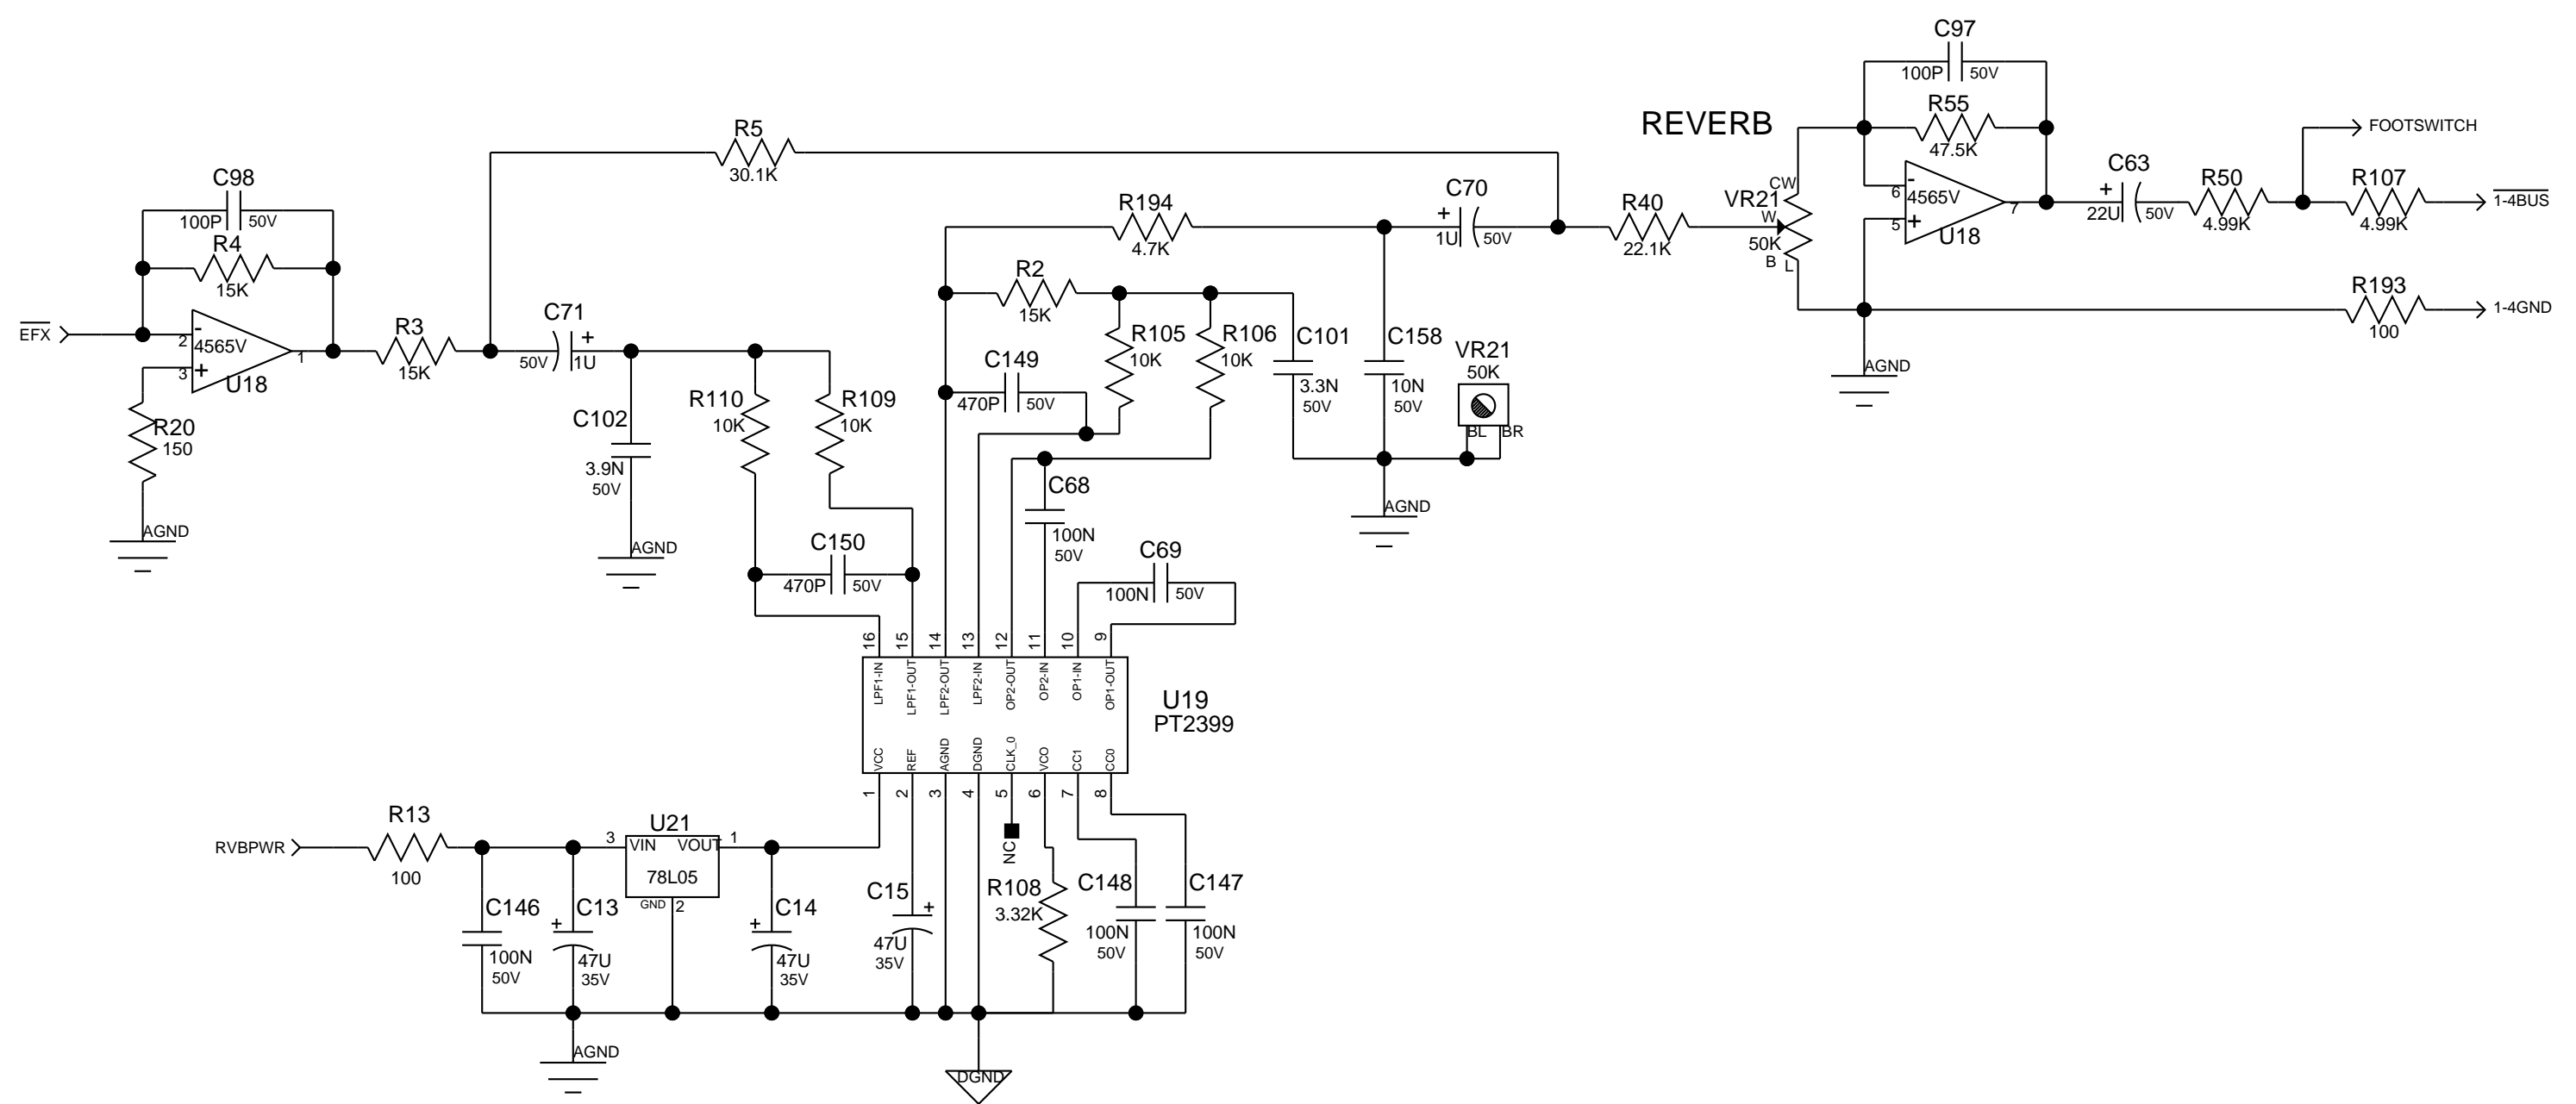 C97
100P 50V
R55
47.5K
REVERB
FOOTSWITCH
R5
30.1K
C98
100P 50V
R4
15K
EFX
2
-
4565V
1
3
+
U18
R20
150
AGND
R3
15K
C71
50V
+
1U
C102
3.9N
50V
AGND
R110
10K
R109
10K
C150
470P 50V
R194
4.7K
R2
15K
R105
10K
R106
10K
C149
470P 50V
C101
3.3N
50V
C158
10N
50V
C70
+
1U 50V
R40
22.1K
VR21
CW
W
50K
B
L
6
-
4565V
7
5
+
U18
C63
+
22U 50V
R50
4.99K
R107
4.99K
1-4BUS
R193
100
1-4GND
AGND
VR21
50K
BL BR
AGND
C68
100N
50V
C69
100N 50V
16 15 14 13 12 11 10 9
LPF1-IN LPF1-OUT LPF2-OUT LPF2-IN OP2-OUT OP2-IN OP1-IN OP1-OUT
U19
PT2399
VCC REF AGND DGND CLK_0 VCO CC1 CC0
1 2 3 4 5 6 7 8
NC
RVBPWR
R13
100
U21
3 VIN VOUT 1
78L05
GND 2
C146
100N
50V
C13
+
47U
35V
C14
+
47U
35V
C15
+
47U
35V
R108
3.32K
C148
100N
50V
C147
100N
50V
AGND
DGND